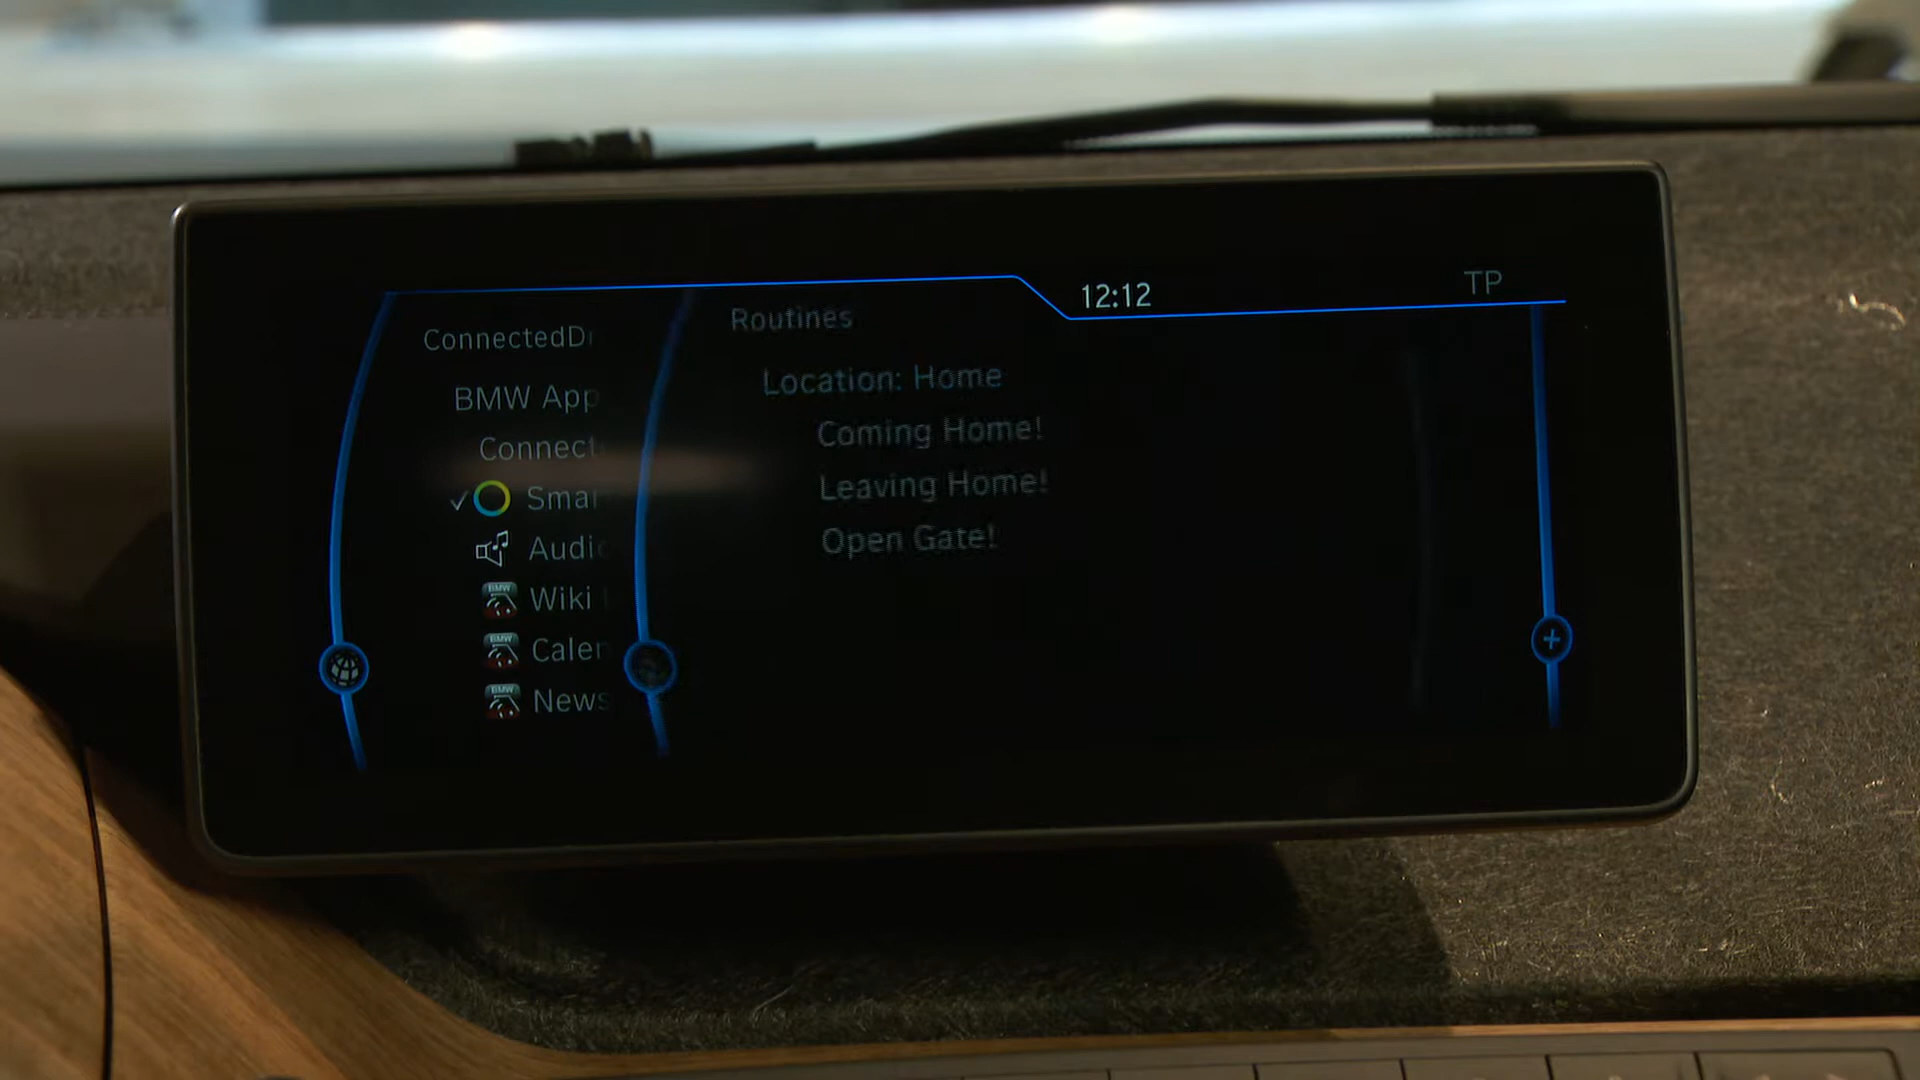 12:12
TP
ConnectedD
BMW App
Connect
Smar
Audi
Wiki
Calen
News
Routines
Location: Home
Coming Home!
Leaving Home!
Open Gate!